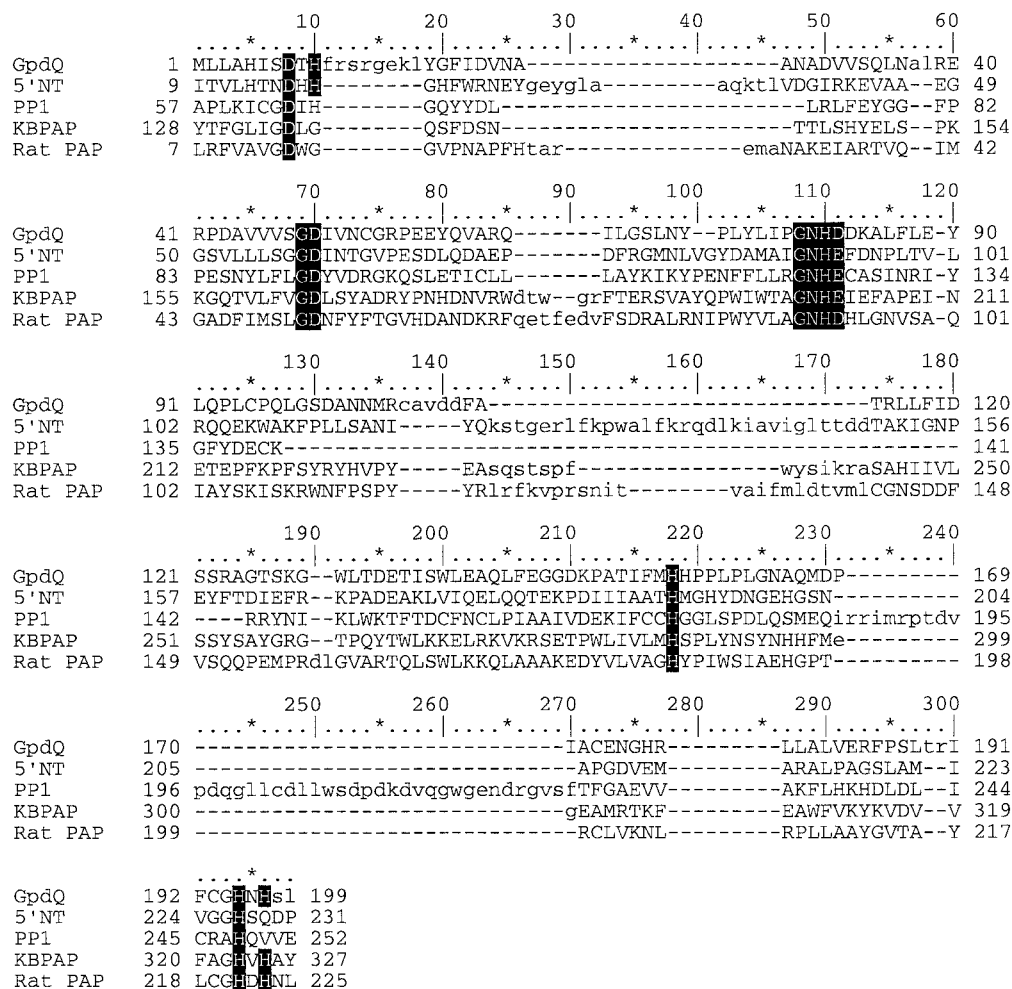 10 20 30 40 50 60
....*....|....*....|....*....|....*....|....*....|....*....|
GpdQ 1 MLLAHISDTHfrsrgeklYGFIDVNA---------------------ANADVVSQLNalRE 40
5'NT 9 ITVLHTNDHH--------GHFWRNEYgeygla---------aqktlVDGIRKEVAA--EG 49
PP1 57 APLKICGDIH--------GQYYDL-----------------------LRLFEYGG--FP 82
KBPAP 128 YTFGLIGDLG--------QSFDSN----------------------TTLSHYELS--PK 154
Rat PAP 7 LRFVAVGDWG--------GVPNAPFHtar-------------emaNAKEIARTVQ--IM 42
70 80 90 100 110 120
....*....|....*....|....*....|....*....|....*....|....*....|
GpdQ 41 RPDAVVVSGDIVNCGRPEEYQVARQ-------ILGSLNY--PLYLIPGNHDDKALFLE-Y 90
5'NT 50 GSVLLLSGGDINTGVPESDLQDAEP-------DFRGMNLVGYDAMAIGNHEFDNPLTV-L 101
PP1 83 PESNYLFLGDYVDRGKQSLETICLL-------LAYKIKYPENFFLLRGNHECASINRI-Y 134
KBPAP 155 KGQTVLFVGDLSYADRYPNHDNVRWdtw---grFTERSVAYQPWIWTAGNHEIEFAPEI-N 211
Rat PAP 43 GADFIMSLGDNFYFTGVHDANDKRFqetfedvFSDRALRNIPWYVLAGNHDHLGNVSA-Q 101
130 140 150 160 170 180
....*....|....*....|....*....|....*....|....*....|....*....|
GpdQ 91 LQPLCPQLGSDANNMRcavddFA------------------------------TRLLFID 120
5'NT 102 RQQEKWAKFPLLSANI-----YQkstgerlfkpwalfkrqdlkiaviglttddTAKIGNP 156
PP1 135 GFYDECK----------------------------------------------------- 141
KBPAP 212 ETEPFKPFSYRYHVPY-----EAsqstspf----------------wysikraSAHIIVL 250
Rat PAP 102 IAYSKISKRWNFPSPY-----YRlrfkvprsnit--------vaifmldtvmlCGNSDDF 148
190 200 210 220 230 240
....*....|....*....|....*....|....*....|....*....|....*....|
GpdQ 121 SSRAGTSKG--WLTDETISWLEAQLFEGGDKPATIFMHHPPLPLGNAQMDP--------- 169
5'NT 157 EYFTDIEFR--KPADEAKLVIQELQQTEKPDIIIAATHMGHYDNGEHGSN---------- 204
PP1 142 ----RRYNI--KLWKTFTDCFNCLPIAAIVDEKIFCCHGGLSPDLQSMEQirrimrptdv 195
KBPAP 251 SSYSAYGRG--TPQYTWLKKELRKVKRSETPWLIVLMHSPLYNSYNHHFMe--------- 299
Rat PAP 149 VSQQPEMPRdlGVARTQLSWLKKQLAAAKEDYVLVAGHYPIWSIAEHGPT---------- 198
250 260 270 280 290 300
....*....|....*....|....*....|....*....|....*....|....*....|
GpdQ 170 -----------------------------IACENGHR---------LLALVERFPSLtrI 191
5'NT 205 -----------------------------APGDVEM---------ARALPAGSLAM--I 223
PP1 196 pdqgllcdllwsdpdkdvqgwgendrgvsfTFGAEVV---------AKFLHKHDLDL--I 244
KBPAP 300 -----------------------------gEAMRTKF---------EAWFVKYKVDV--V 319
Rat PAP 199 -----------------------------RCLVKNL---------RPLLAAYGVTA--Y 217
....*...
GpdQ 192 FCGHNHsl 199
5'NT 224 VGGHSQDP 231
PP1 245 CRAHQVVE 252
KBPAP 320 FAGHVHAY 327
Rat PAP 218 LCGHDHNL 225